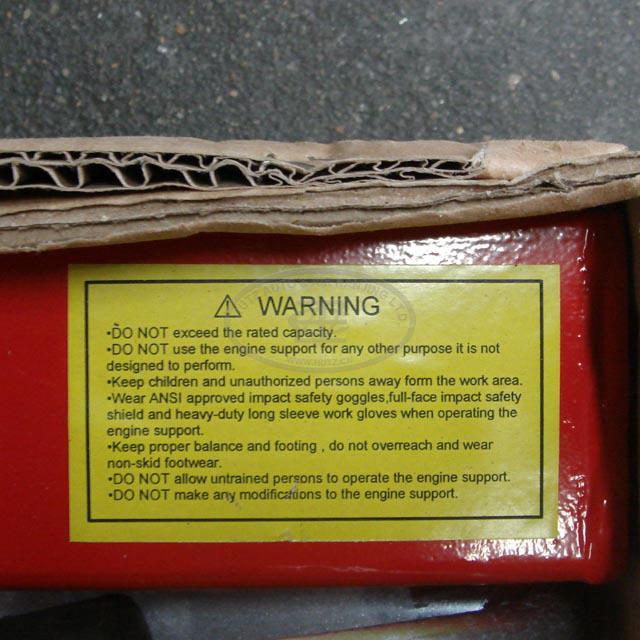 ⚠ WARNING
•DO NOT exceed the rated capacity.
•DO NOT use the engine support for any other purpose it is not
designed to perform.
•Keep children and unauthorized persons away form the work area.
•Wear ANSI approved impact safety goggles,full-face impact safety
shield and heavy-duty long sleeve work gloves when operating the
engine support.
•Keep proper balance and footing , do not overreach and wear
non-skid footwear.
•DO NOT allow untrained persons to operate the engine support.
•DO NOT make any modifications to the engine support.